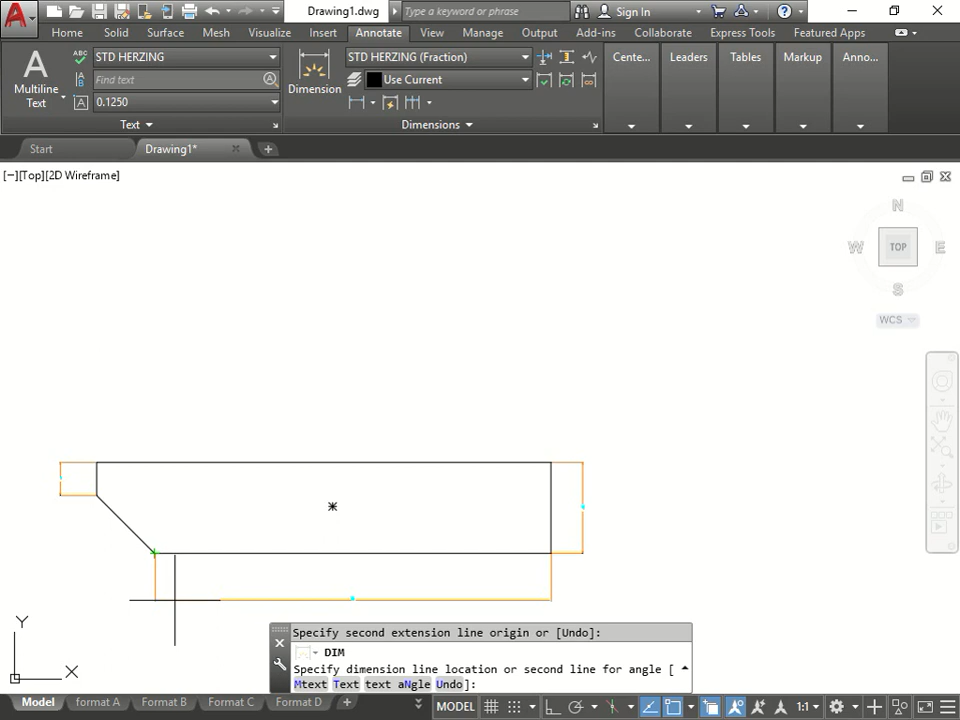 Drawing1.dwg
Type a keyword or phrase
Sign In
Home
Solid
Surface
Mesh
Visualize
Insert
Annotate
View
Manage
Output
Add-ins
Collaborate
Express Tools
Featured Apps
Multiline
Text
STD HERZING
Find text
0.1250
Text
Dimension
STD HERZING (Fraction)
Use Current
Dimensions
Cente...
Leaders
Tables
Markup
Anno...
Start
Drawing1*
[−][Top][2D Wireframe]
N
W
TOP
E
S
WCS
Y
X
Specify second extension line origin or [Undo]:
DIM
Specify dimension line location or second line for angle [
Mtext Text text aNgle Undo]:
Model
format A
Format B
Format C
Format D
MODEL
1:1